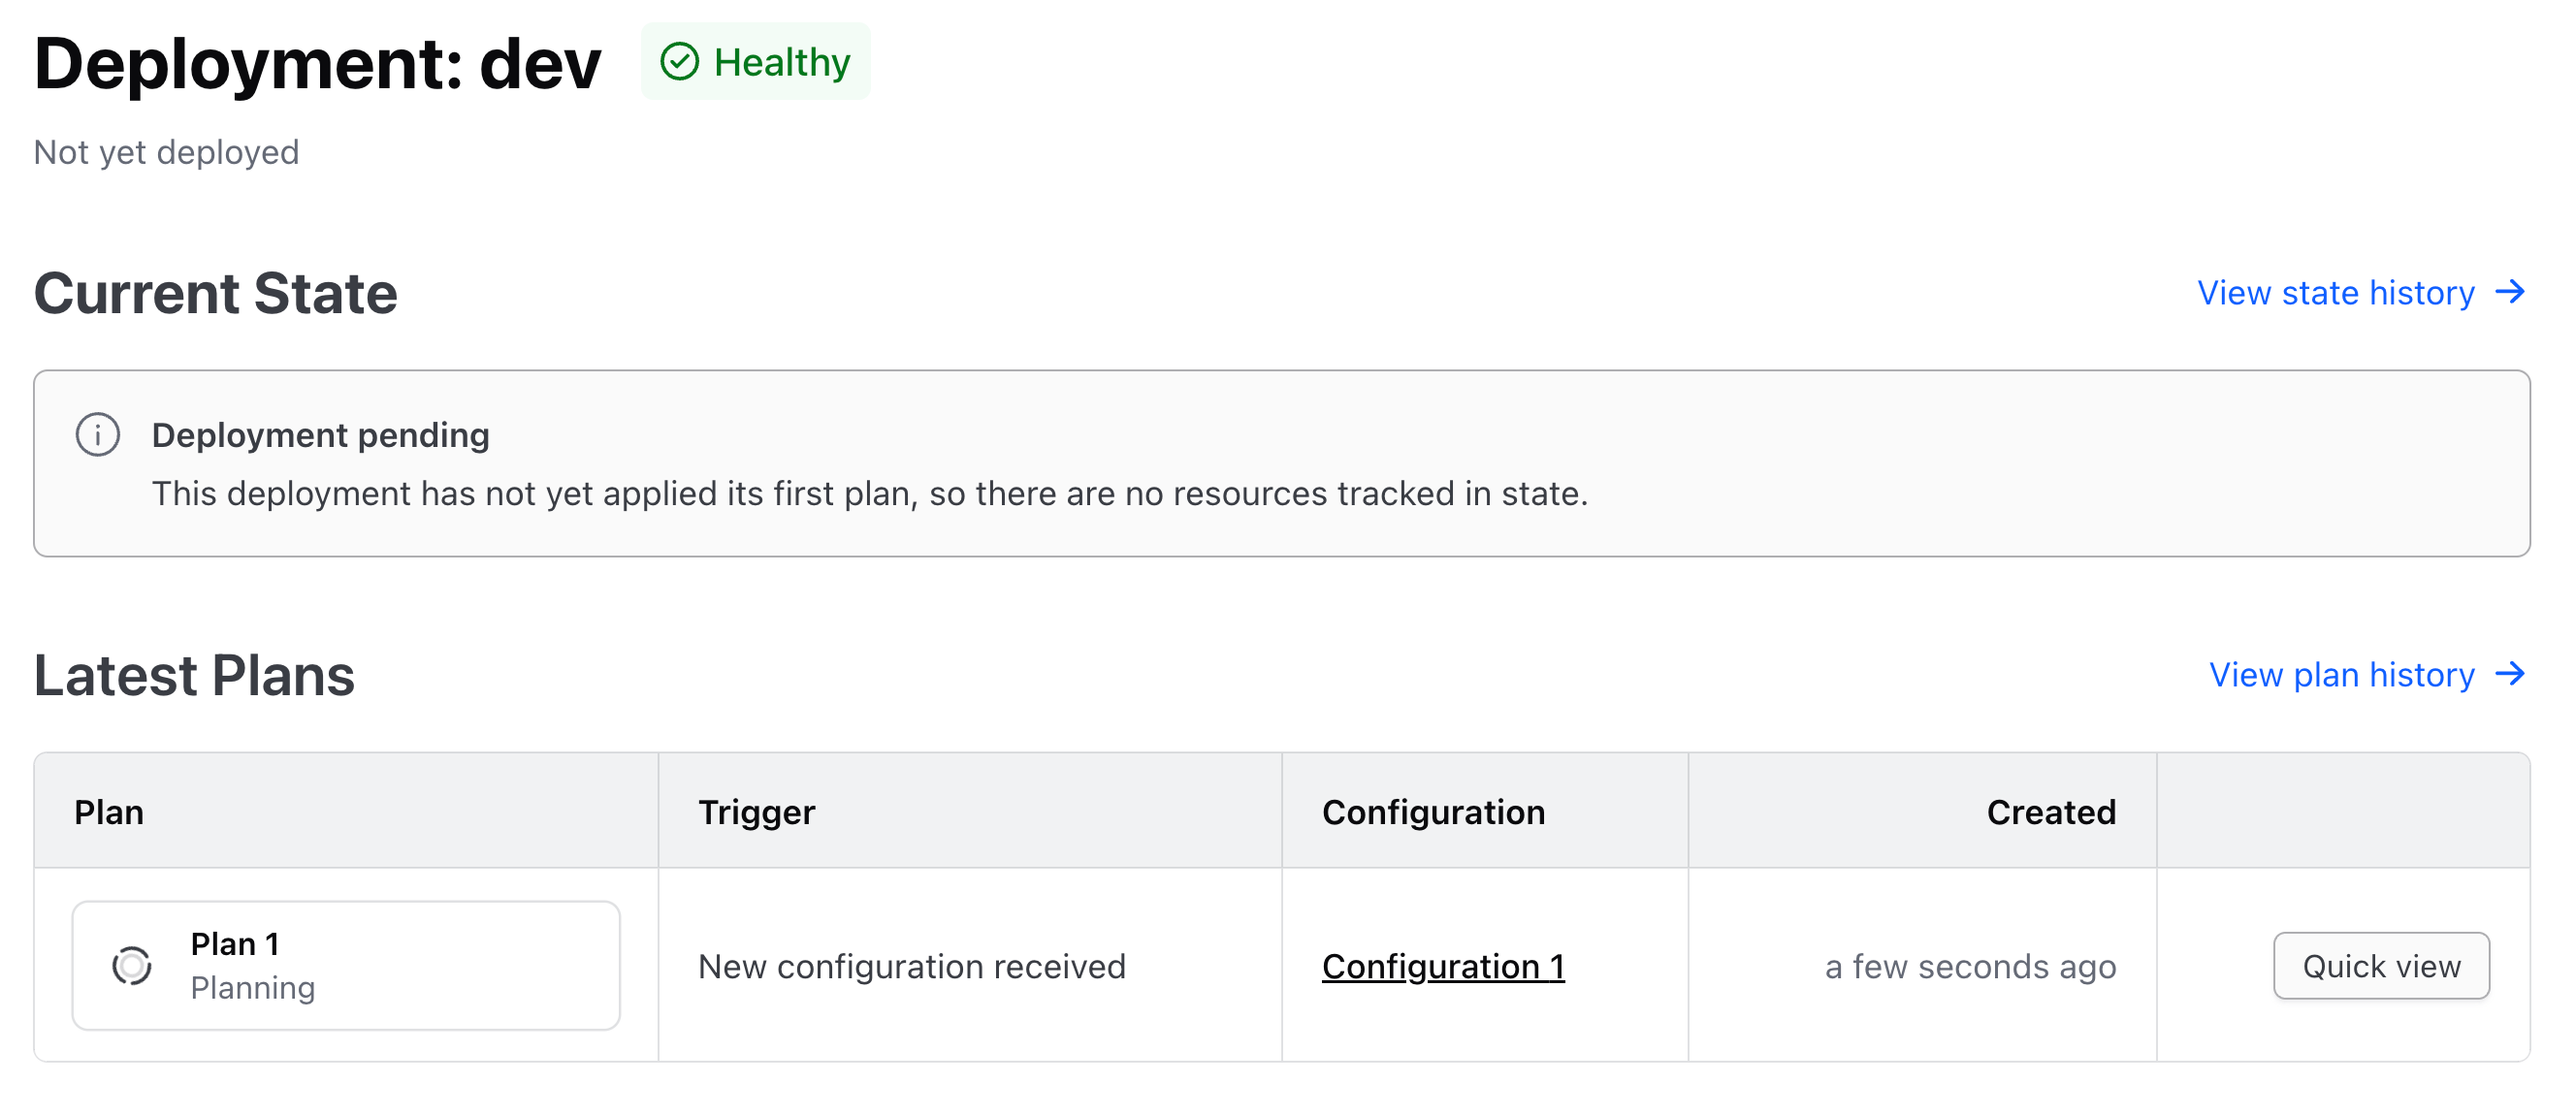 Deployment: dev
Healthy
Not yet deployed
Current State
View state history
Deployment pending
This deployment has not yet applied its first plan, so there are no resources tracked in state.
Latest Plans
View plan history
Plan
Trigger
Configuration
Created
Plan 1
Planning
New configuration received
Configuration 1
a few seconds ago
Quick view